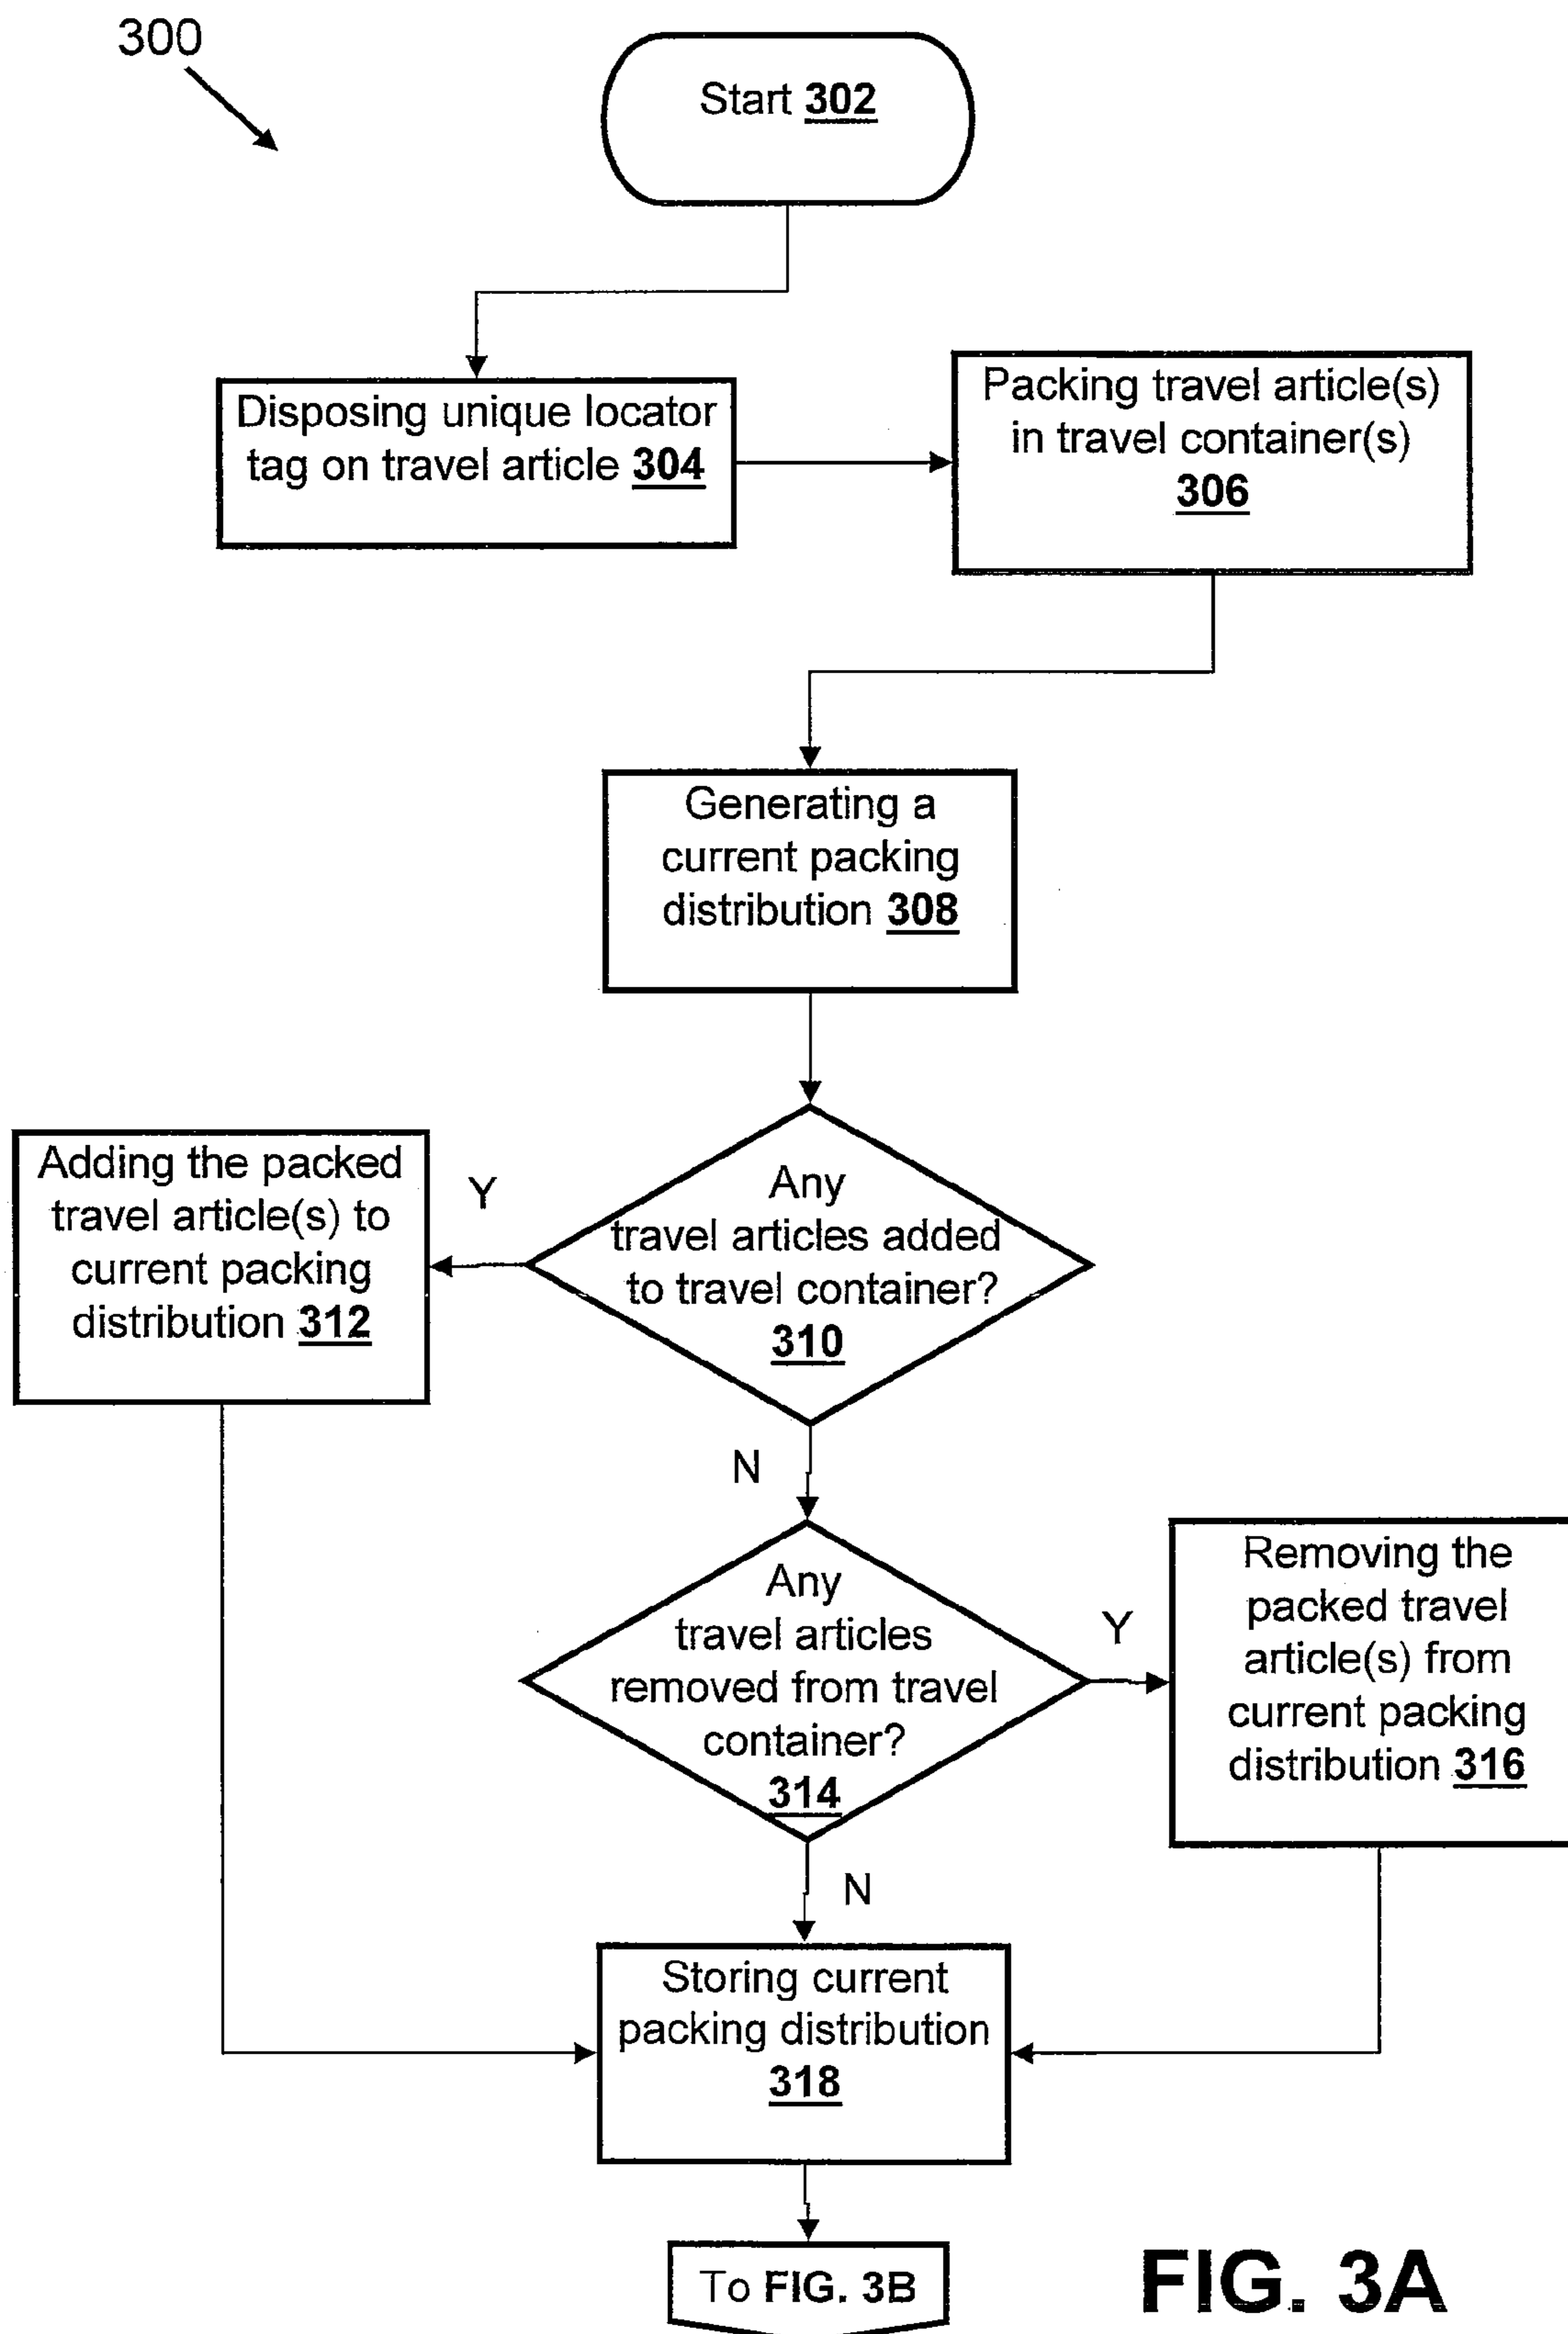 300
Start 302
Disposing unique locator
tag on travel article 304
Packing travel article(s)
in travel container(s)
306
Generating a
current packing
distribution 308
Any
travel articles added
to travel container?
310
Y
Adding the packed
travel article(s) to
current packing
distribution 312
N
Any
travel articles
removed from travel
container?
314
Y
Removing the
packed travel
article(s) from
current packing
distribution 316
N
Storing current
packing distribution
318
To FIG. 3B
FIG. 3A